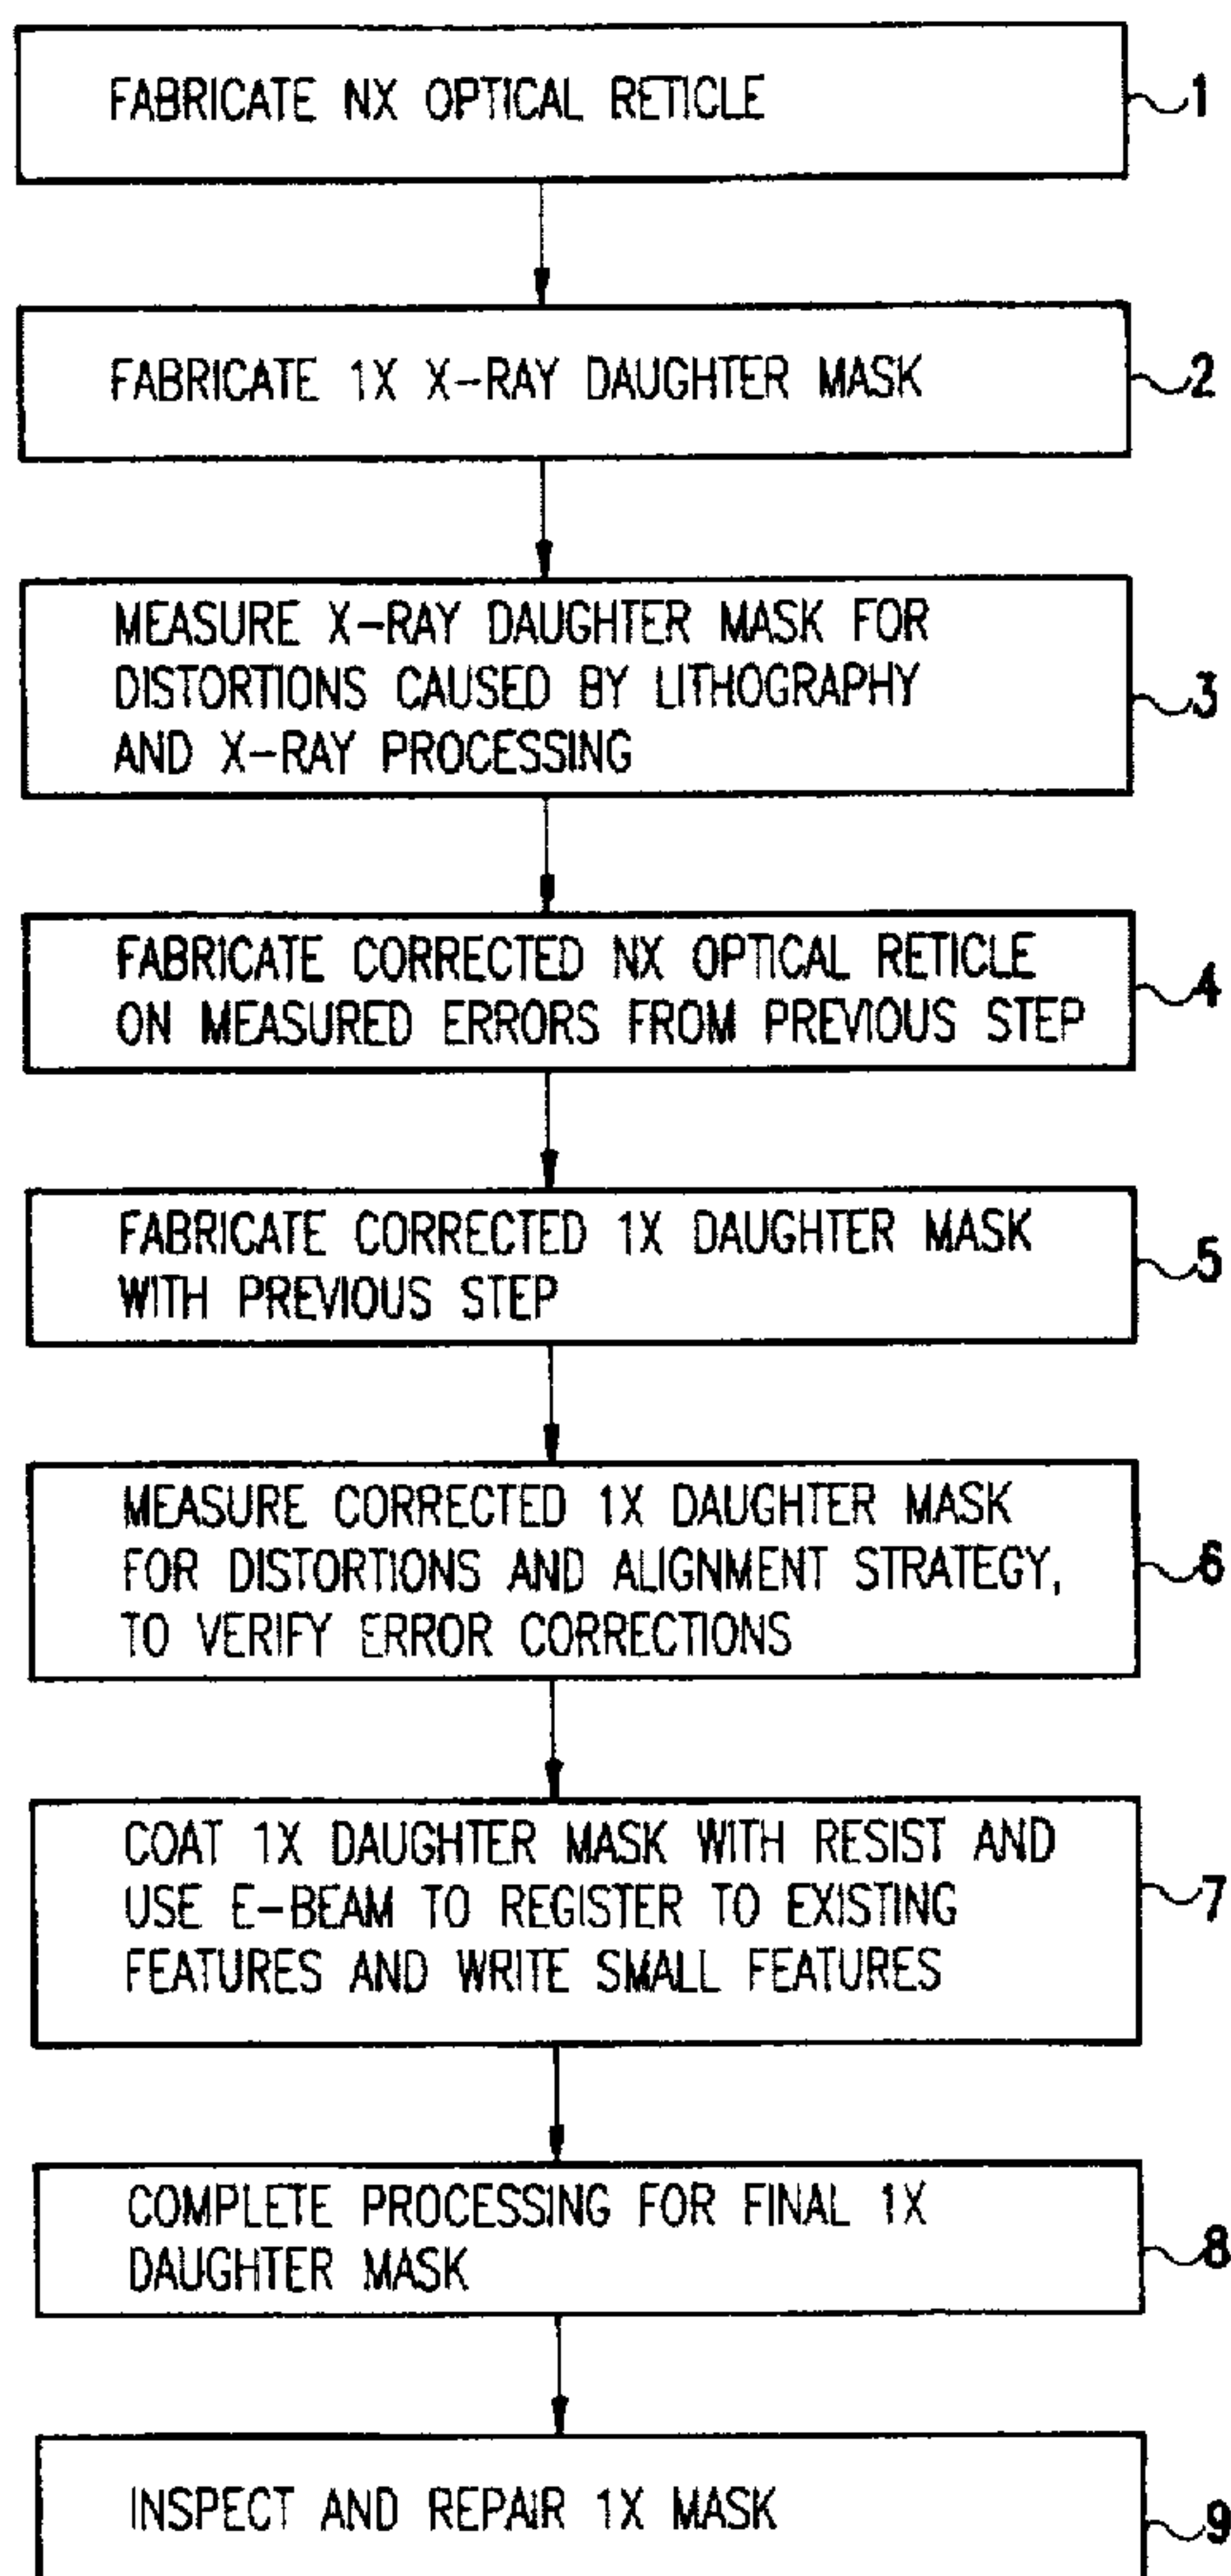 FABRICATE NX OPTICAL RETICLE
1
FABRICATE 1X X-RAY DAUGHTER MASK
2
MEASURE X-RAY DAUGHTER MASK FOR
DISTORTIONS CAUSED BY LITHOGRAPHY
AND X-RAY PROCESSING
3
FABRICATE CORRECTED NX OPTICAL RETICLE
ON MEASURED ERRORS FROM PREVIOUS STEP
4
FABRICATE CORRECTED 1X DAUGHTER MASK
WITH PREVIOUS STEP
5
MEASURE CORRECTED 1X DAUGHTER MASK
FOR DISTORTIONS AND ALIGNMENT STRATEGY,
TO VERIFY ERROR CORRECTIONS
6
COAT 1X DAUGHTER MASK WITH RESIST AND
USE E-BEAM TO REGISTER TO EXISTING
FEATURES AND WRITE SMALL FEATURES
7
COMPLETE PROCESSING FOR FINAL 1X
DAUGHTER MASK
8
INSPECT AND REPAIR 1X MASK
9